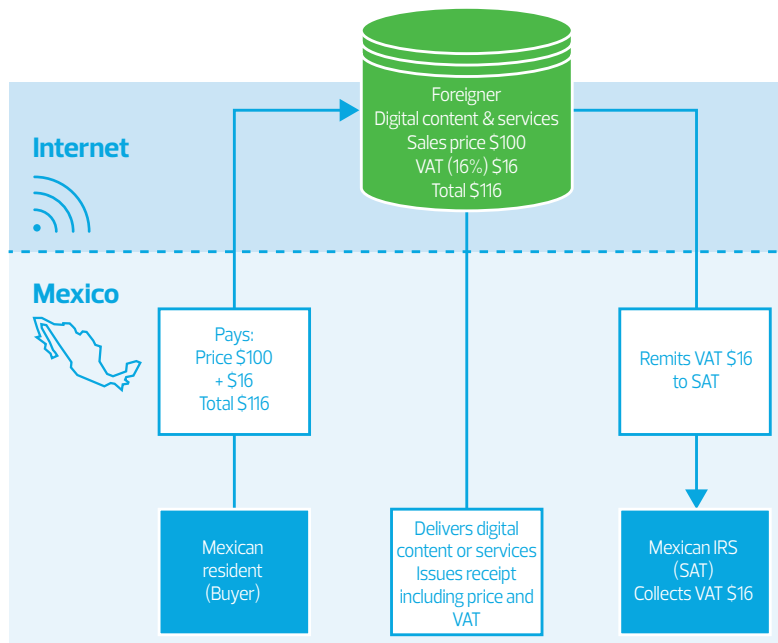 Foreigner
Digital content & services
Sales price $100
VAT (16%) $16
Total $116
Internet
Mexico
Pays:
Price $100
+ $16
Total $116
Remits VAT $16
to SAT
Mexican
resident
(Buyer)
Delivers digital
content or services
Issues receipt
including price and
VAT
Mexican IRS
(SAT)
Collects VAT $16